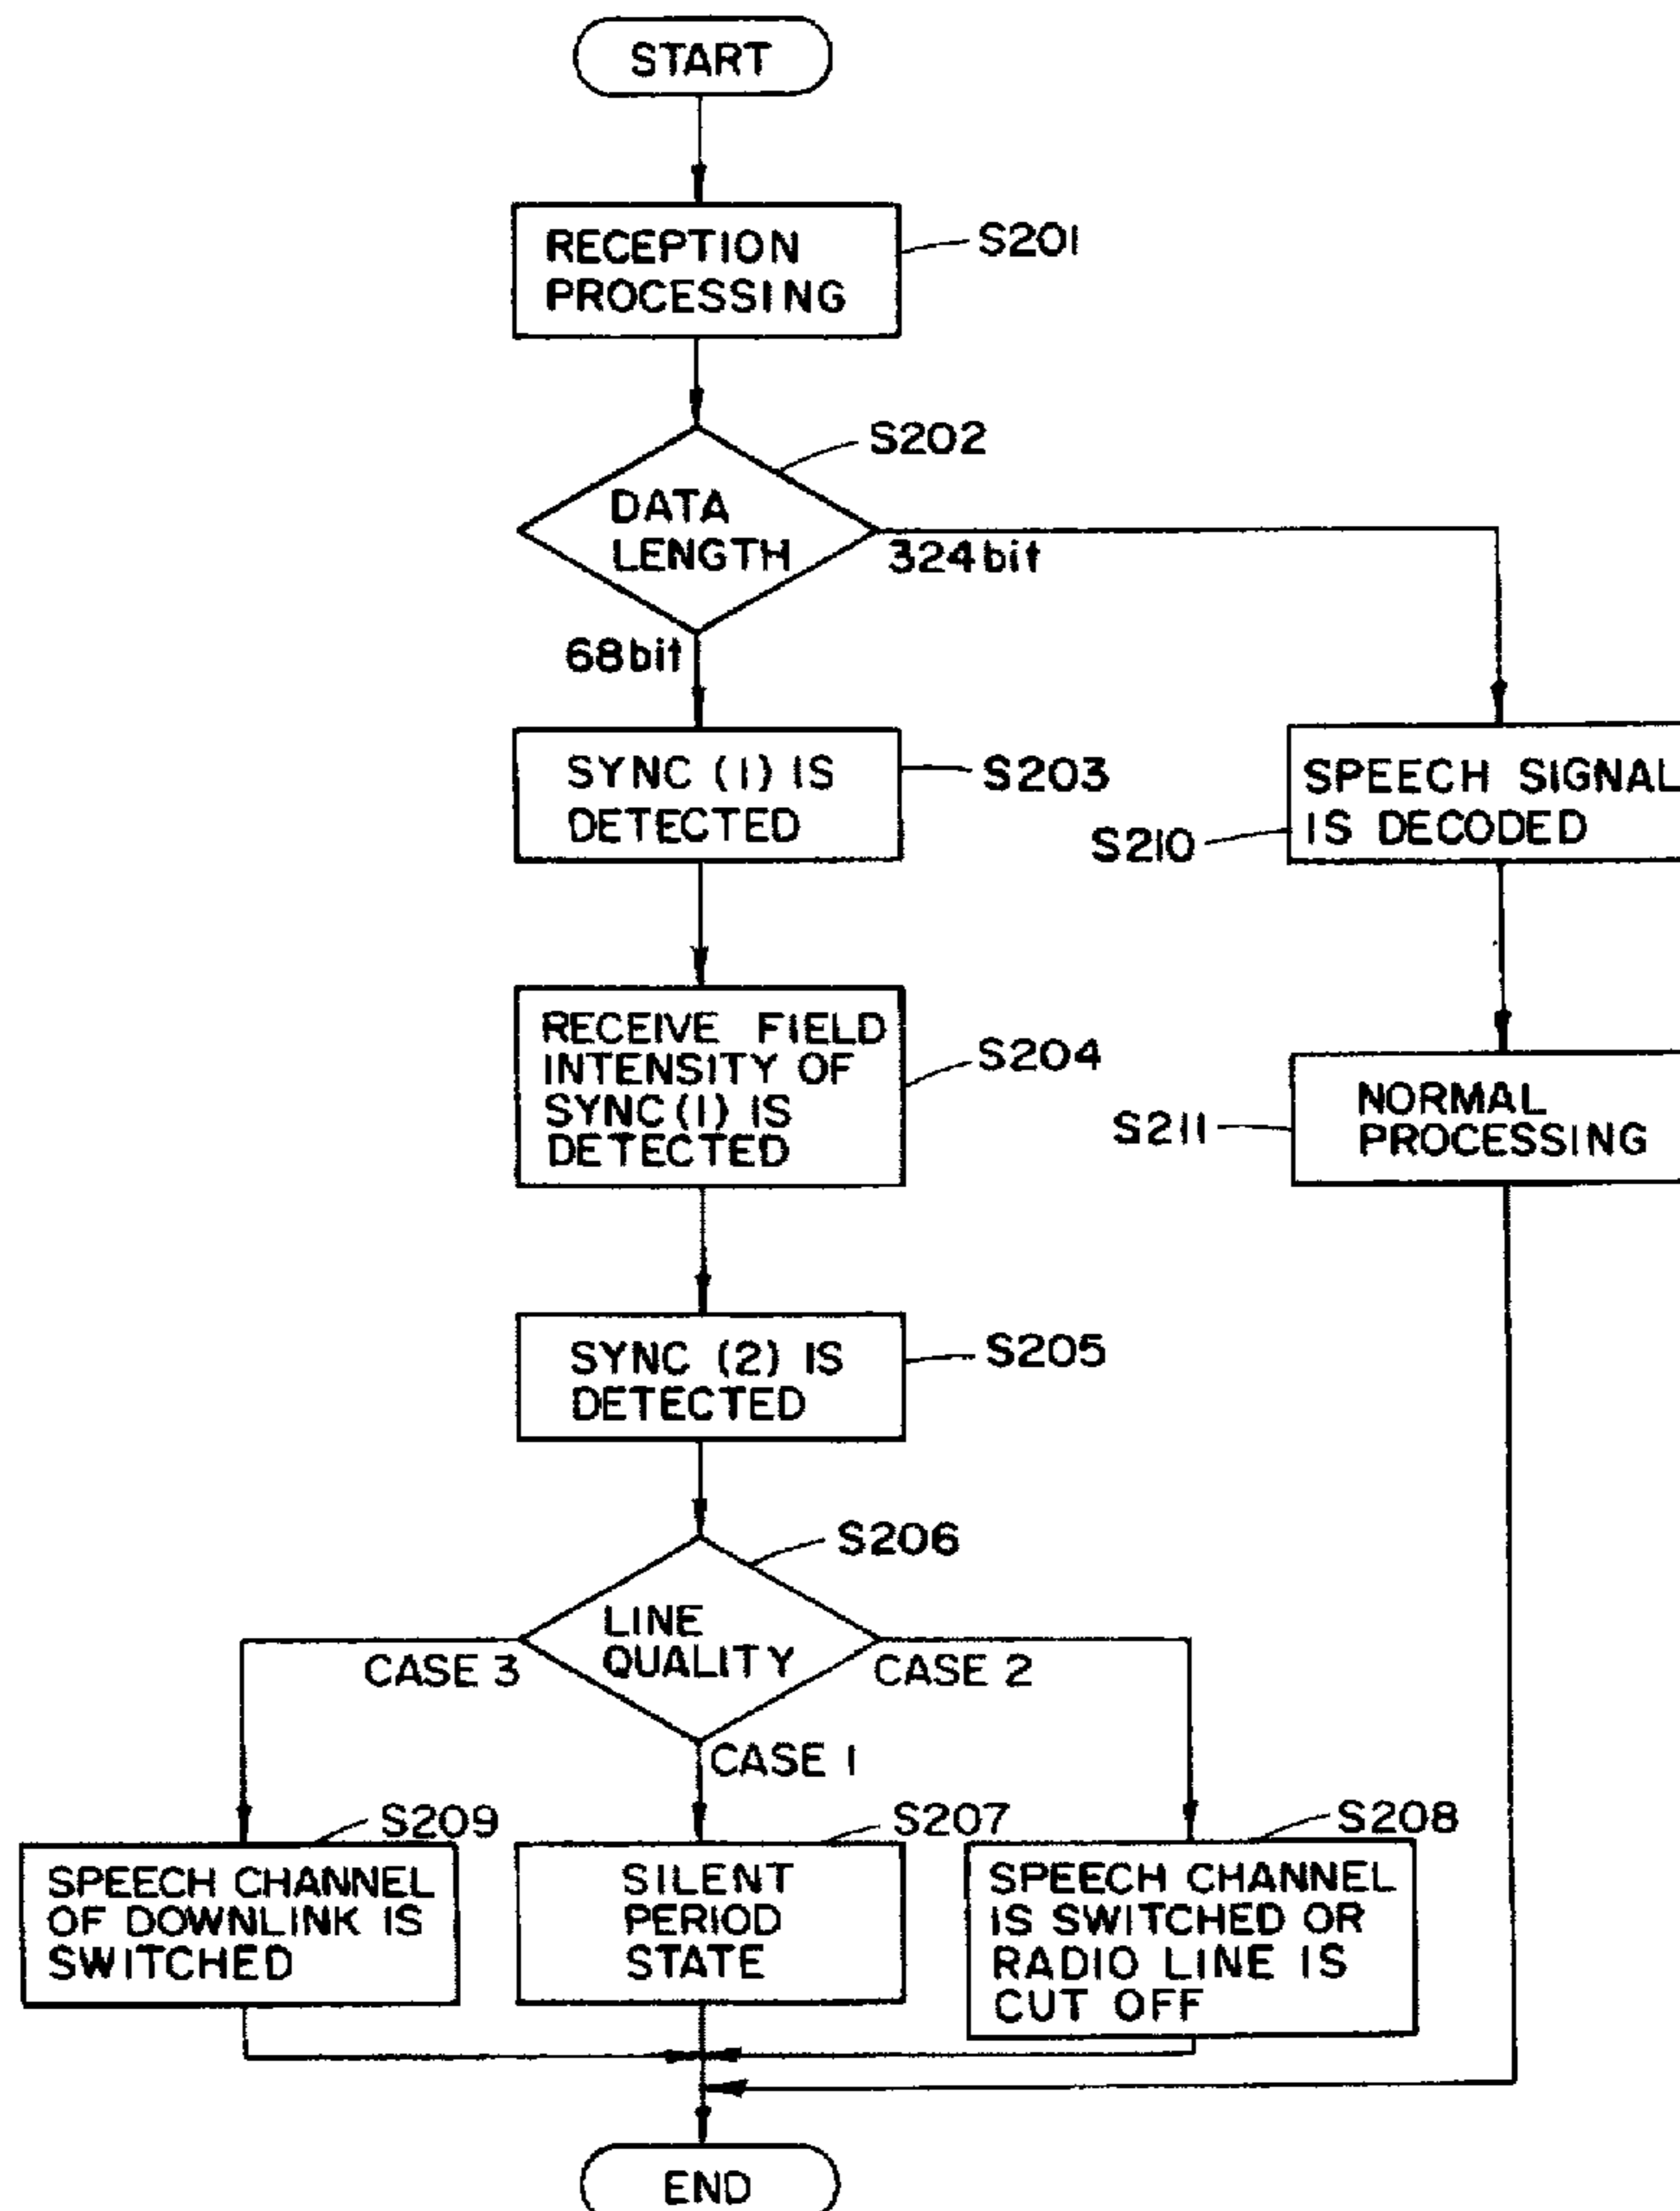 START
RECEPTION
PROCESSING
S201
S202
DATA
LENGTH
324bit
68bit
SYNC (1) IS
DETECTED
S203
SPEECH SIGNAL
IS DECODED
S210
RECEIVE FIELD
INTENSITY OF
SYNC(1) IS
DETECTED
S204
NORMAL
PROCESSING
S211
SYNC (2) IS
DETECTED
S205
S206
LINE
QUALITY
CASE 3
CASE 2
CASE 1
S209
S207
S208
SPEECH CHANNEL
OF DOWNLINK IS
SWITCHED
SILENT
PERIOD
STATE
SPEECH CHANNEL
IS SWITCHED OR
RADIO LINE IS
CUT OFF
END